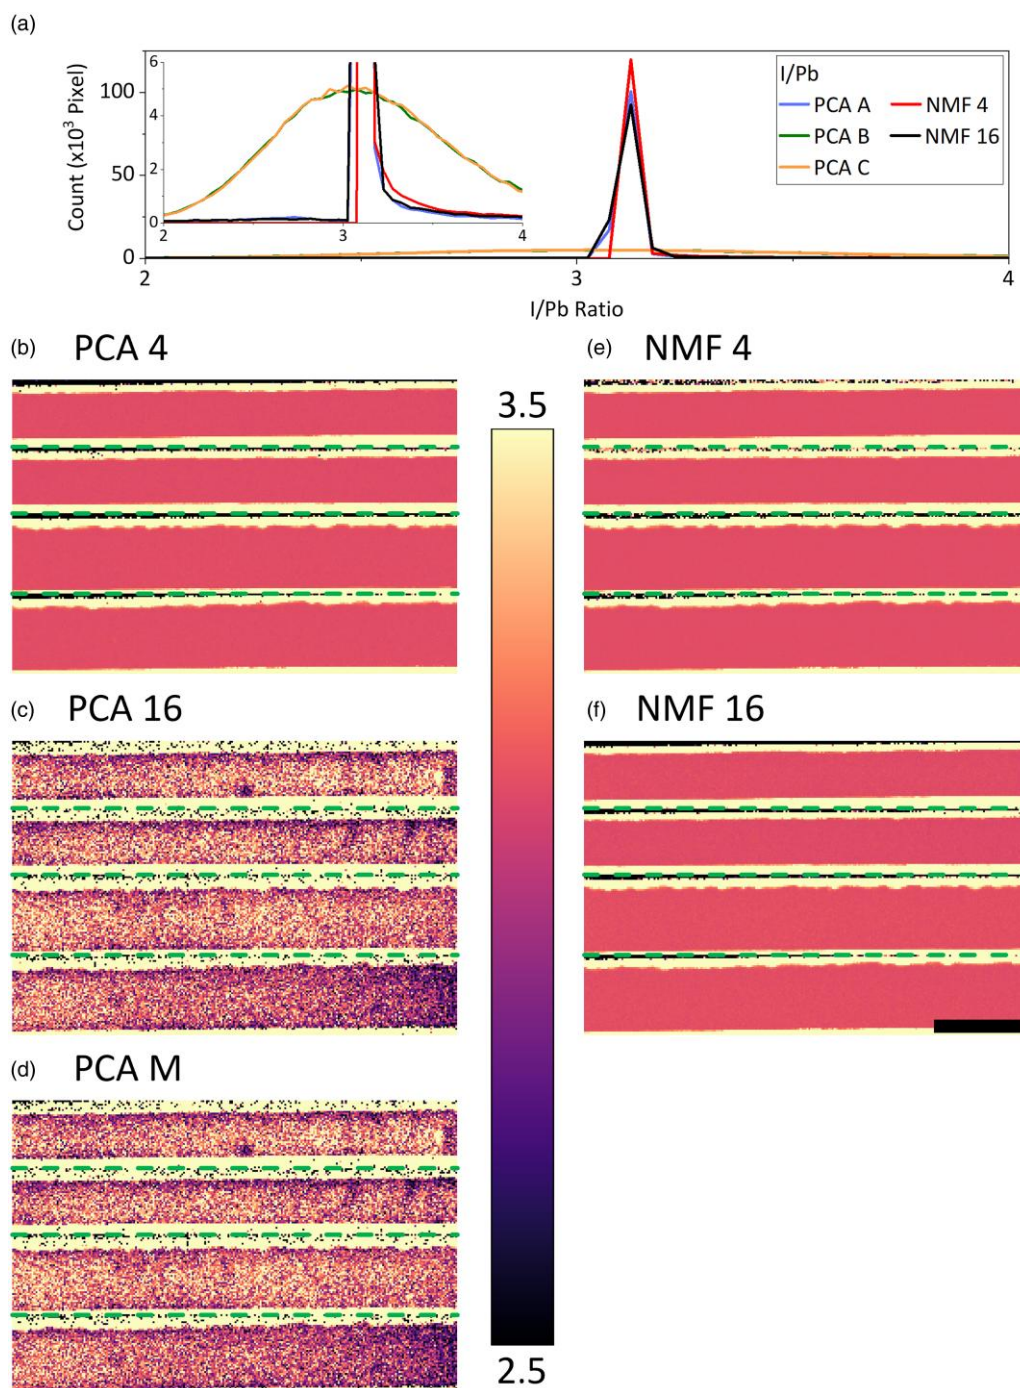 (a)
Count (x10³ Pixel)
100
50
0
6
4
2
0
2
3
4
I/Pb
PCA A
NMF 4
PCA B
NMF 16
PCA C
2
3
4
I/Pb Ratio
(b) PCA 4
(e) NMF 4
3.5
(c) PCA 16
(f) NMF 16
(d) PCA M
2.5